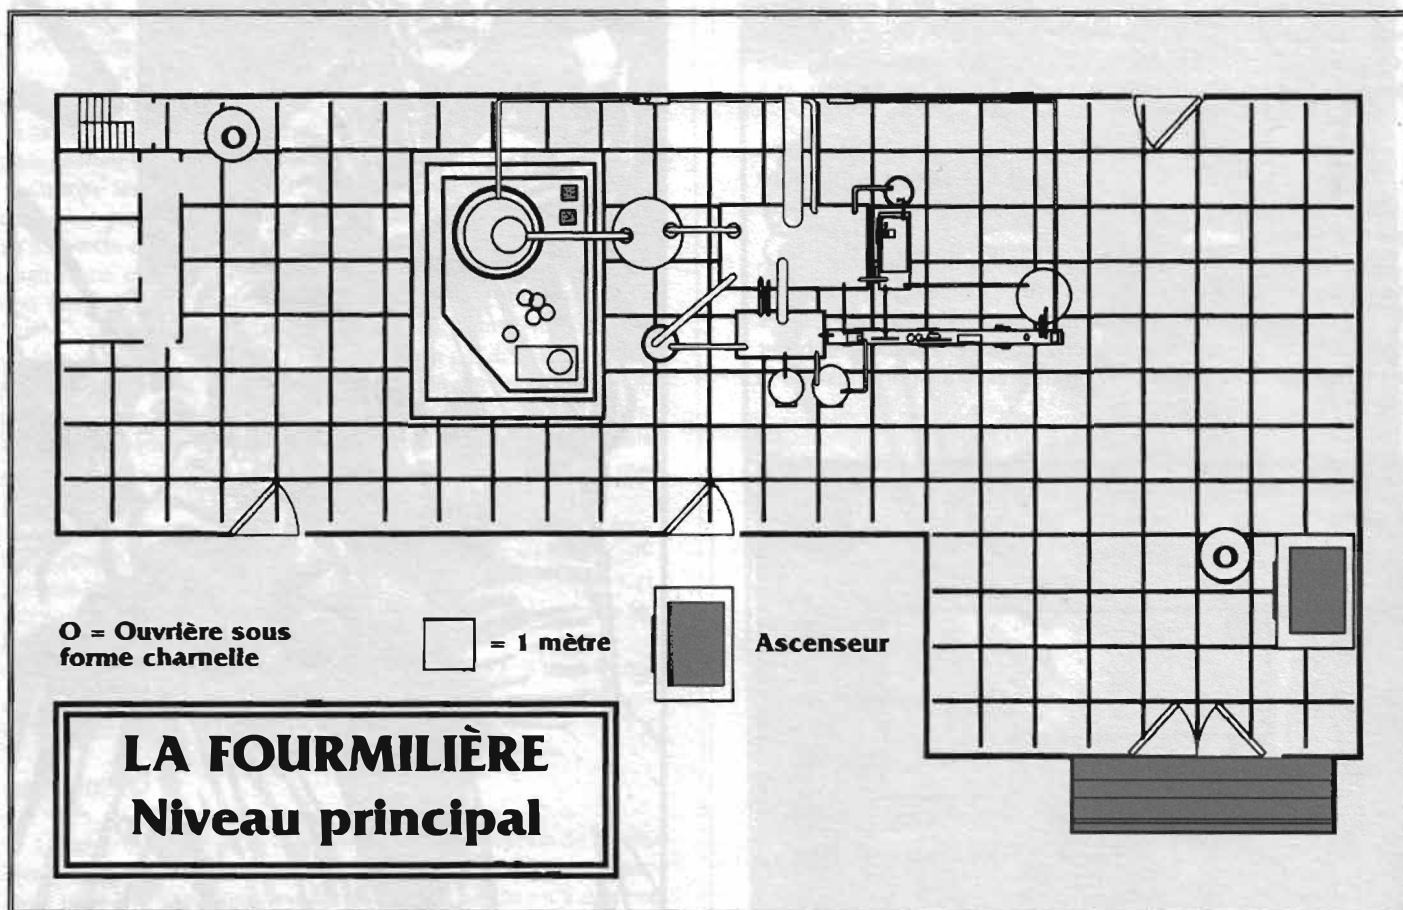 O
O
O = Ouvrière sous
forme charnelle
= 1 mètre
Ascenseur
LA FOURMILIÈRE
Niveau principal